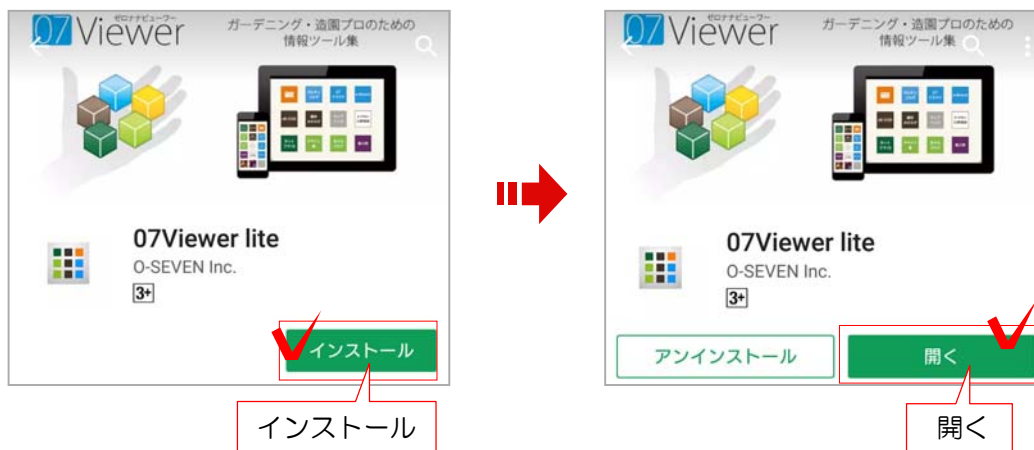 ゼロナナビューワー
07 Viewer
ガーデニング・造園プロのための
情報ツール集
07Viewer lite
O-SEVEN Inc.
3+
インストール
インストール
ゼロナナビューワー
07 Viewer
ガーデニング・造園プロのための
情報ツール集
07Viewer lite
O-SEVEN Inc.
3+
アンインストール
開く
開く